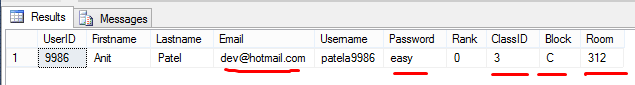 Results Messages
UserID Firstname Lastname Email Username Password Rank ClassID Block Room
1 9986 Anit Patel dev@hotmail.com patela9986 easy 0 3 C 312